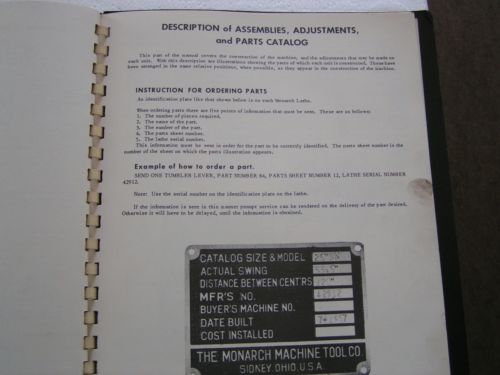 DESCRIPTION of ASSEMBLIES, ADJUSTMENTS,
and PARTS CATALOG
This part of the manual covers the construction of the machine, and the adjustments that may be made on
each unit. With this description are illustrations showing the parts of which each unit is constructed. These have
been arranged in the same relative positions, when possible, as they appear in the construction of the machine.
INSTRUCTION FOR ORDERING PARTS
An identification plate like that shown below is on each Monarch Lathe.
When ordering parts there are five points of information that must be sent. These are as follows:
1. The number of pieces required.
2. The name of the part.
3. The number of the part.
4. The parts sheet number.
5. The lathe serial number.
This information must be sent in order for the part to be correctly identified. The parts sheet number is the
number of the sheet on which the parts illustration appears.
Example of how to order a part.
SEND ONE TUMBLER LEVER, PART NUMBER 84, PARTS SHEET NUMBER 12, LATHE SERIAL NUMBER
42912.
Note: Use the serial number on the identification plate on the lathe.
If the information is sent in this manner prompt service can be rendered on the delivery of the part desired.
Otherwise it will have to be delayed, until the information is obtained.
CATALOG SIZE & MODEL
ACTUAL SWING
DISTANCE BETWEEN CENTRS
MFR'S NO.
BUYER'S MACHINE NO.
DATE BUILT
COST INSTALLED
THE MONARCH MACHINE TOOL CO.
SIDNEY, OHIO, U.S.A.